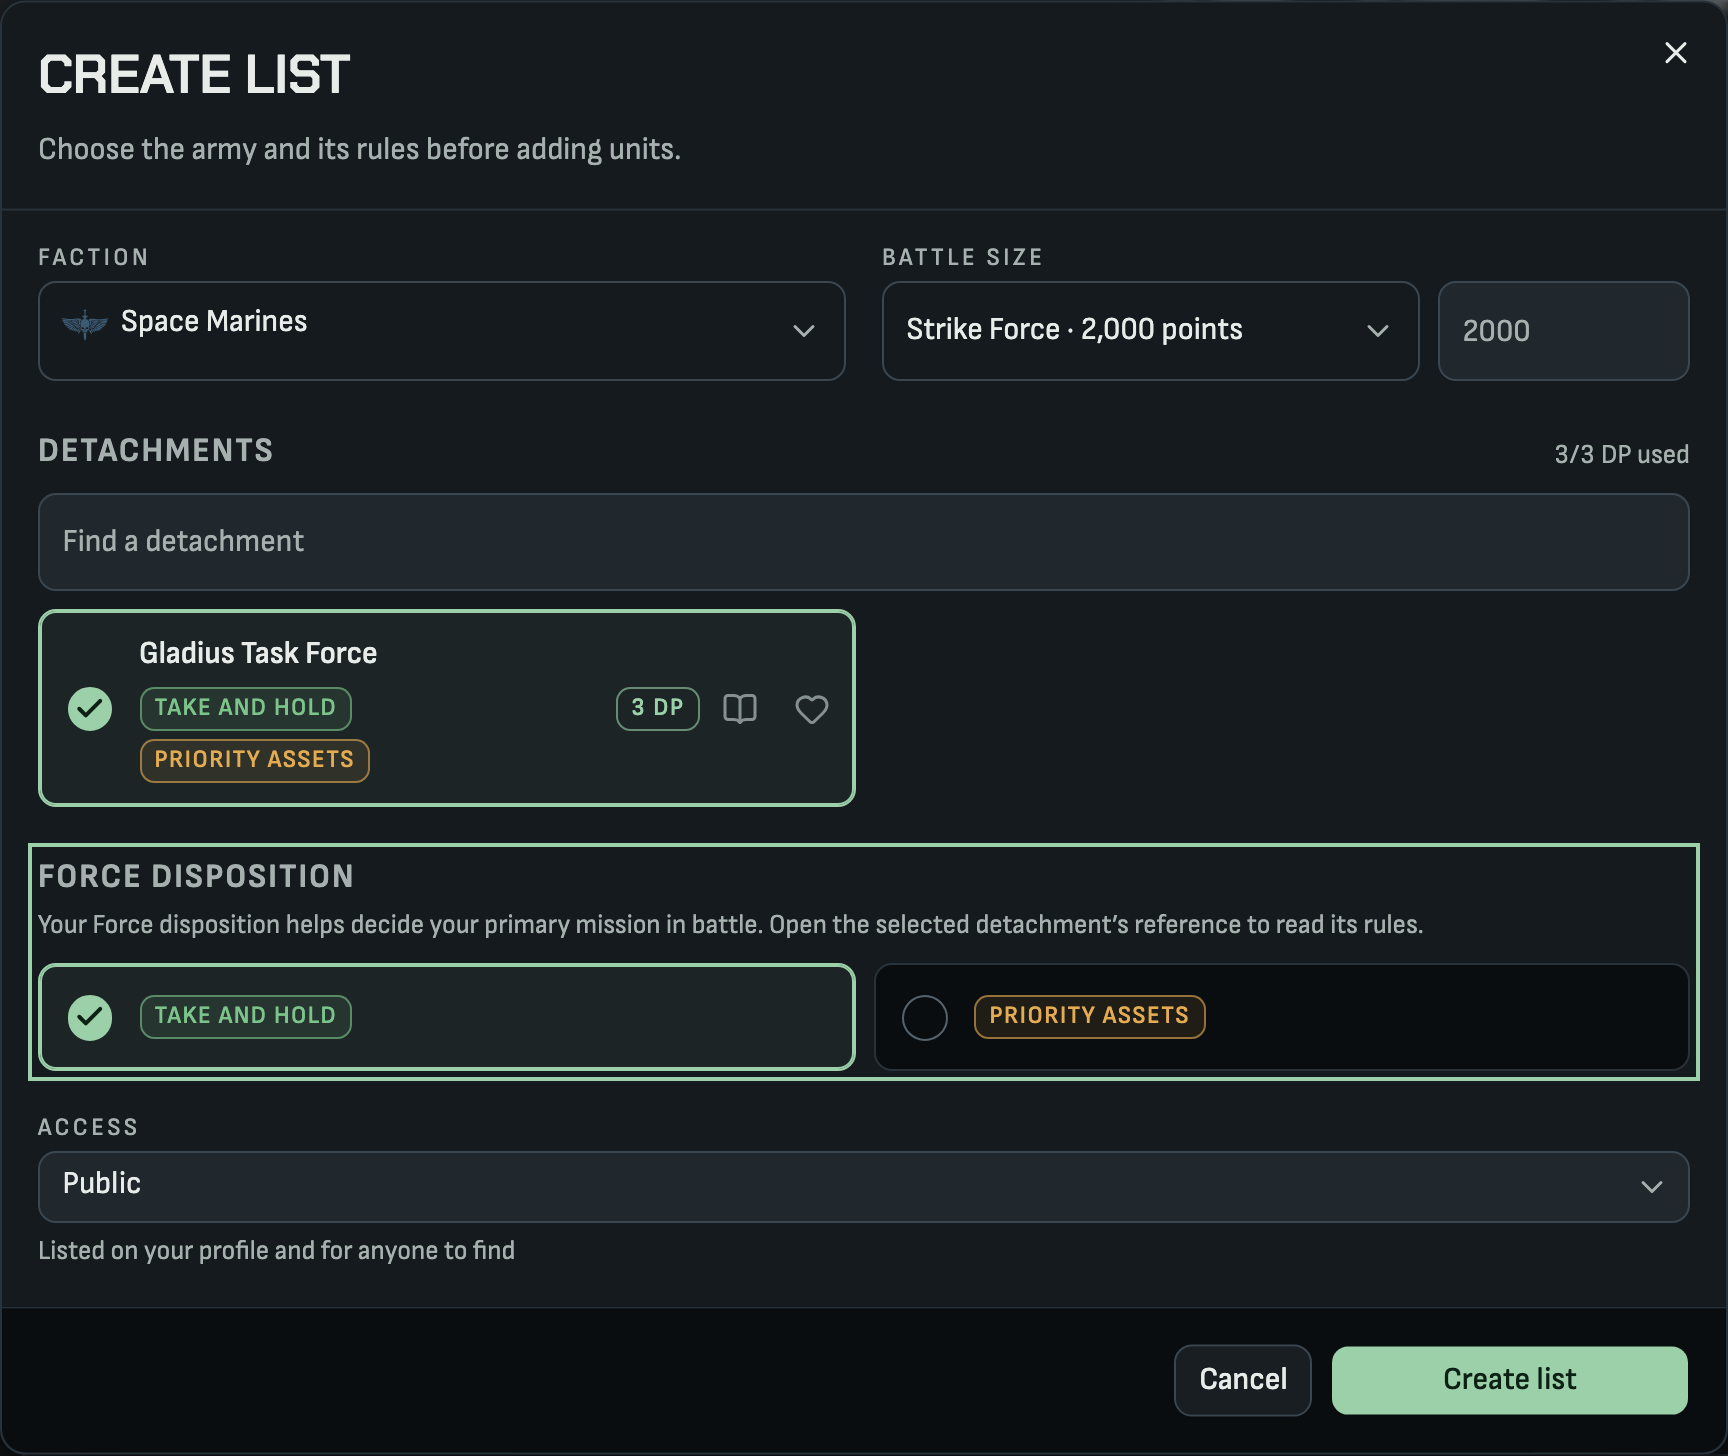 CREATE LIST
Choose the army and its rules before adding units.
FACTION
Space Marines
BATTLE SIZE
Strike Force · 2,000 points
2000
DETACHMENTS
3/3 DP used
Find a detachment
Gladius Task Force
TAKE AND HOLD
PRIORITY ASSETS
3 DP
FORCE DISPOSITION
Your Force disposition helps decide your primary mission in battle. Open the selected detachment’s reference to read its rules.
TAKE AND HOLD
PRIORITY ASSETS
ACCESS
Public
Listed on your profile and for anyone to find
Cancel
Create list